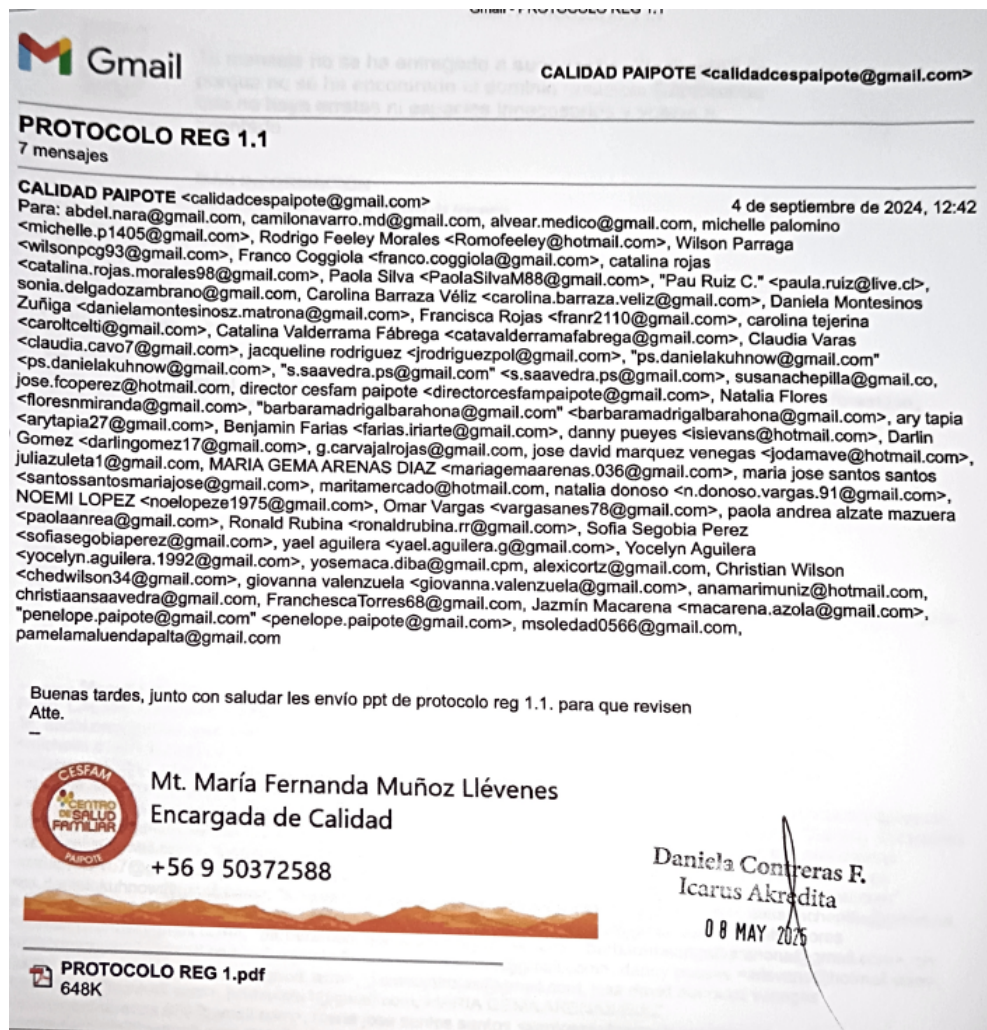 Gmail - PROTOCOLO REG 1.1
Gmail
CALIDAD PAIPOTE <calidadcespaipote@gmail.com>
PROTOCOLO REG 1.1
7 mensajes
CALIDAD PAIPOTE <calidadcespaipote@gmail.com>
4 de septiembre de 2024, 12:42
Para: abdel.nara@gmail.com, camilonavarro.md@gmail.com, alvear.medico@gmail.com, michelle palomino
<michelle.p1405@gmail.com>, Rodrigo Feeley Morales <Romofeeley@hotmail.com>, Wilson Parraga
<wilsonpcg93@gmail.com>, Franco Coggiola <franco.coggiola@gmail.com>, catalina rojas
<catalina.rojas.morales98@gmail.com>, Paola Silva <PaolaSilvaM88@gmail.com>, "Pau Ruiz C." <paula.ruiz@live.cl>,
sonia.delgadozambrano@gmail.com, Carolina Barraza Véliz <carolina.barraza.veliz@gmail.com>, Daniela Montesinos
Zuñiga <danielamontesinosz.matrona@gmail.com>, Francisca Rojas <franr2110@gmail.com>, carolina tejerina
<caroltcelti@gmail.com>, Catalina Valderrama Fábrega <catavalderramafabrega@gmail.com>, Claudia Varas
<claudia.cavo7@gmail.com>, jacqueline rodriguez <jrodriguezpol@gmail.com>, "ps.danielakuhnow@gmail.com"
<ps.danielakuhnow@gmail.com>, "s.saavedra.ps@gmail.com" <s.saavedra.ps@gmail.com>, susanachepilla@gmail.co,
jose.fcoperez@hotmail.com, director cesfam paipote <directorcesfampaipote@gmail.com>, Natalia Flores
<floresnmiranda@gmail.com>, "barbaramadrigalbarahona@gmail.com" <barbaramadrigalbarahona@gmail.com>, ary tapia
<arytapia27@gmail.com>, Benjamin Farias <farias.iriarte@gmail.com>, danny pueyes <isievans@hotmail.com>, Darlin
Gomez <darlingomez17@gmail.com>, g.carvajalrojas@gmail.com, jose david marquez venegas <jodamave@hotmail.com>,
juliazuleta1@gmail.com, MARIA GEMA ARENAS DIAZ <mariagemaarenas.036@gmail.com>, maria jose santos santos
<santossantosmariajose@gmail.com>, maritamercado@hotmail.com, natalia donoso <n.donoso.vargas.91@gmail.com>,
NOEMI LOPEZ <noelopeze1975@gmail.com>, Omar Vargas <vargasanes78@gmail.com>, paola andrea alzate mazuera
<paolaanrea@gmail.com>, Ronald Rubina <ronaldrubina.rr@gmail.com>, Sofia Segobia Perez
<sofiasegobiaperez@gmail.com>, yael aguilera <yael.aguilera.g@gmail.com>, Yocelyn Aguilera
<yocelyn.aguilera.1992@gmail.com>, yosemaca.diba@gmail.cpm, alexicortz@gmail.com, Christian Wilson
<chedwilson34@gmail.com>, giovanna valenzuela <giovanna.valenzuela@gmail.com>, anamarimuniz@hotmail.com,
christiaansaavedra@gmail.com, FranchescaTorres68@gmail.com, Jazmín Macarena <macarena.azola@gmail.com>,
"penelope.paipote@gmail.com" <penelope.paipote@gmail.com>, msoledad0566@gmail.com,
pamelamaluendapalta@gmail.com
Buenas tardes, junto con saludar les envío ppt de protocolo reg 1.1. para que revisen
Atte.
--
CESFAM
CENTRO
DE SALUD
FAMILIAR
PAIPOTE
Mt. María Fernanda Muñoz Llévenes
Encargada de Calidad
+56 9 50372588
Daniela Contreras F.
Icarus Akredita
08 MAY 2025
PROTOCOLO REG 1.pdf
648K